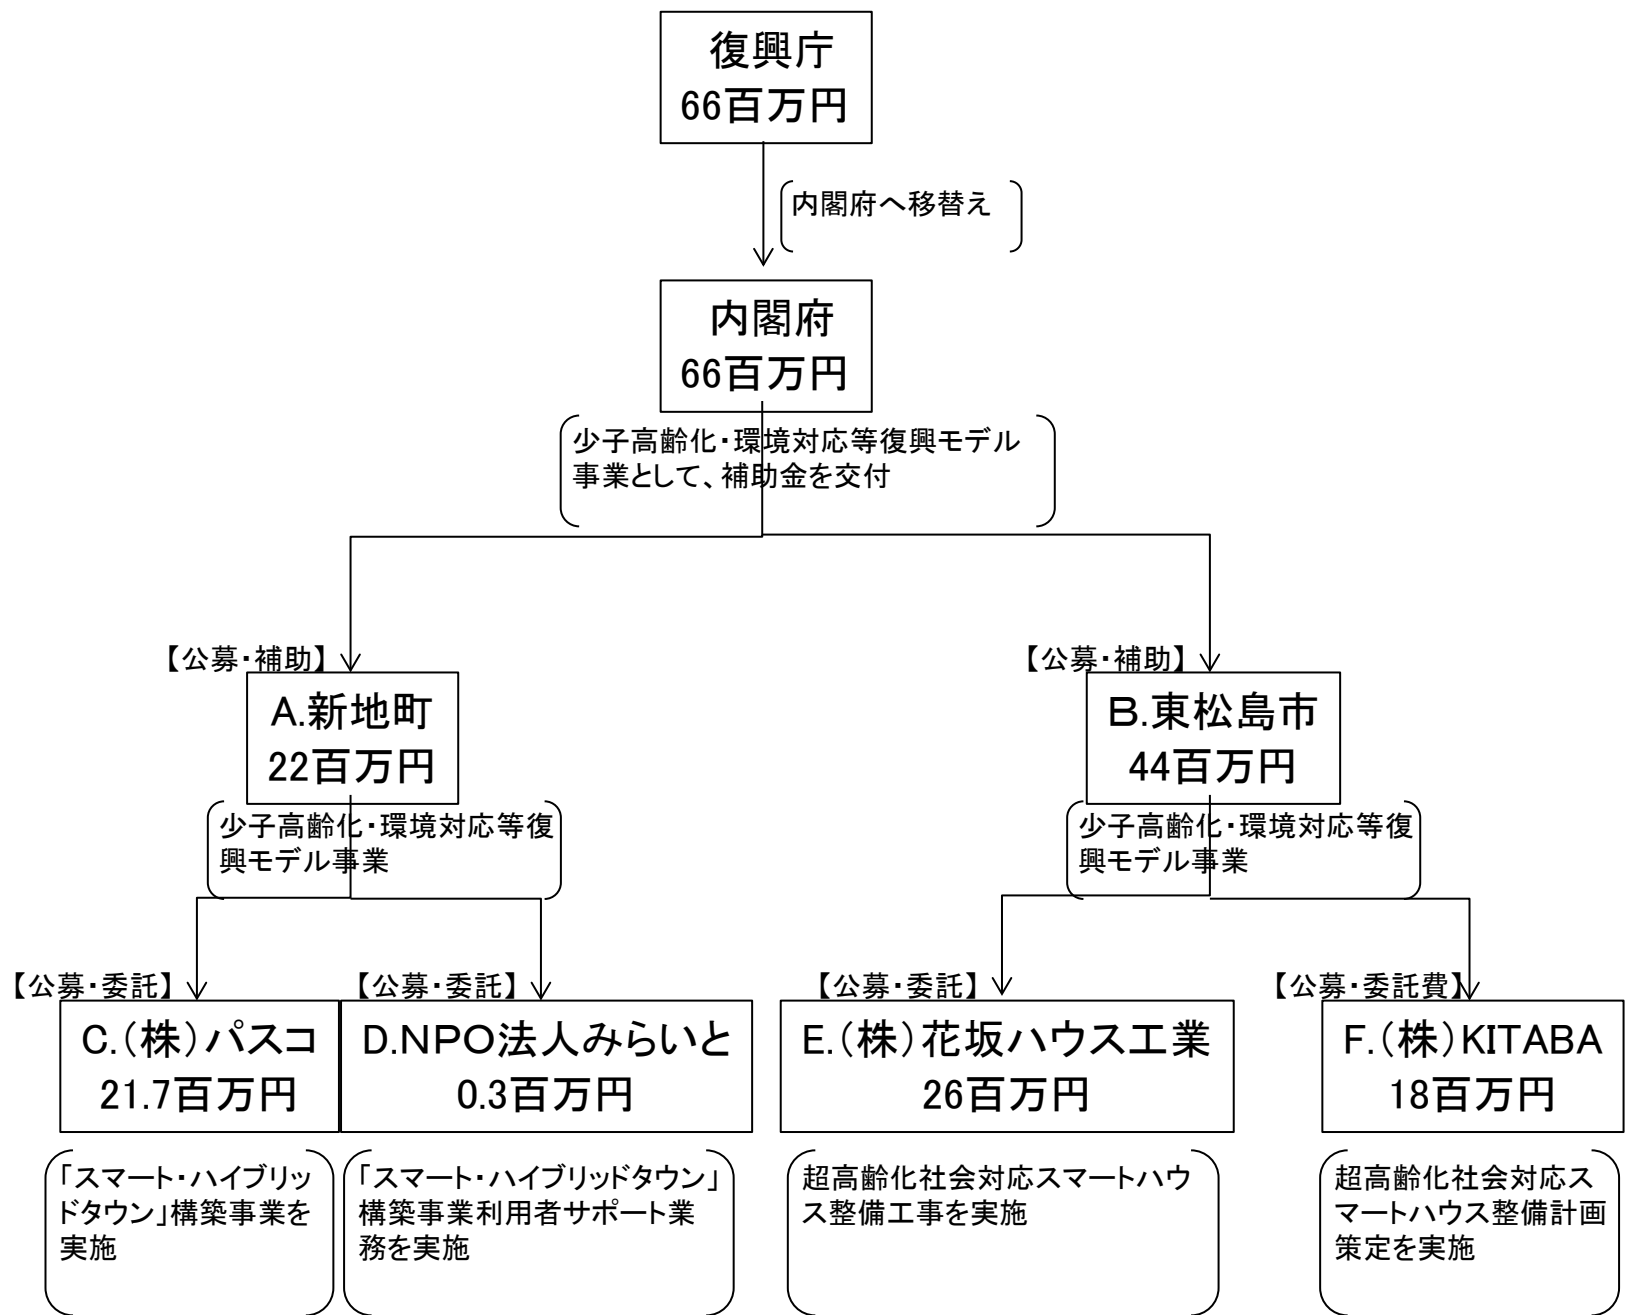 復興庁
66百万円
内閣府へ移替え
内閣府
66百万円
少子高齢化・環境対応等復興モデル
事業として、補助金を交付
【公募・補助】
A.新地町
22百万円
少子高齢化・環境対応等復
興モデル事業
【公募・補助】
B.東松島市
44百万円
少子高齢化・環境対応等復
興モデル事業
【公募・委託】
C.(株)パスコ
21.7百万円
「スマート・ハイブリッ
ドタウン」構築事業を
実施
【公募・委託】
D.NPO法人みらいと
0.3百万円
「スマート・ハイブリッドタウン」
構築事業利用者サポート業
務を実施
【公募・委託】
E.(株)花坂ハウス工業
26百万円
超高齢化社会対応スマートハウ
ス整備工事を実施
【公募・委託費】
F.(株)KITABA
18百万円
超高齢化社会対応ス
マートハウス整備計画
策定を実施